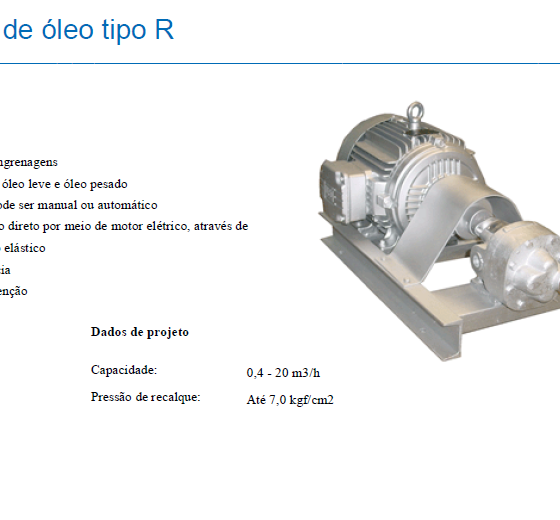 de óleo tipo R
ngrenagens
óleo leve e óleo pesado
ode ser manual ou automático
o direto por meio de motor elétrico, através de
o elástico
cia
enção
Dados de projeto
Capacidade: 0,4 - 20 m3/h
Pressão de recalque: Até 7,0 kgf/cm2